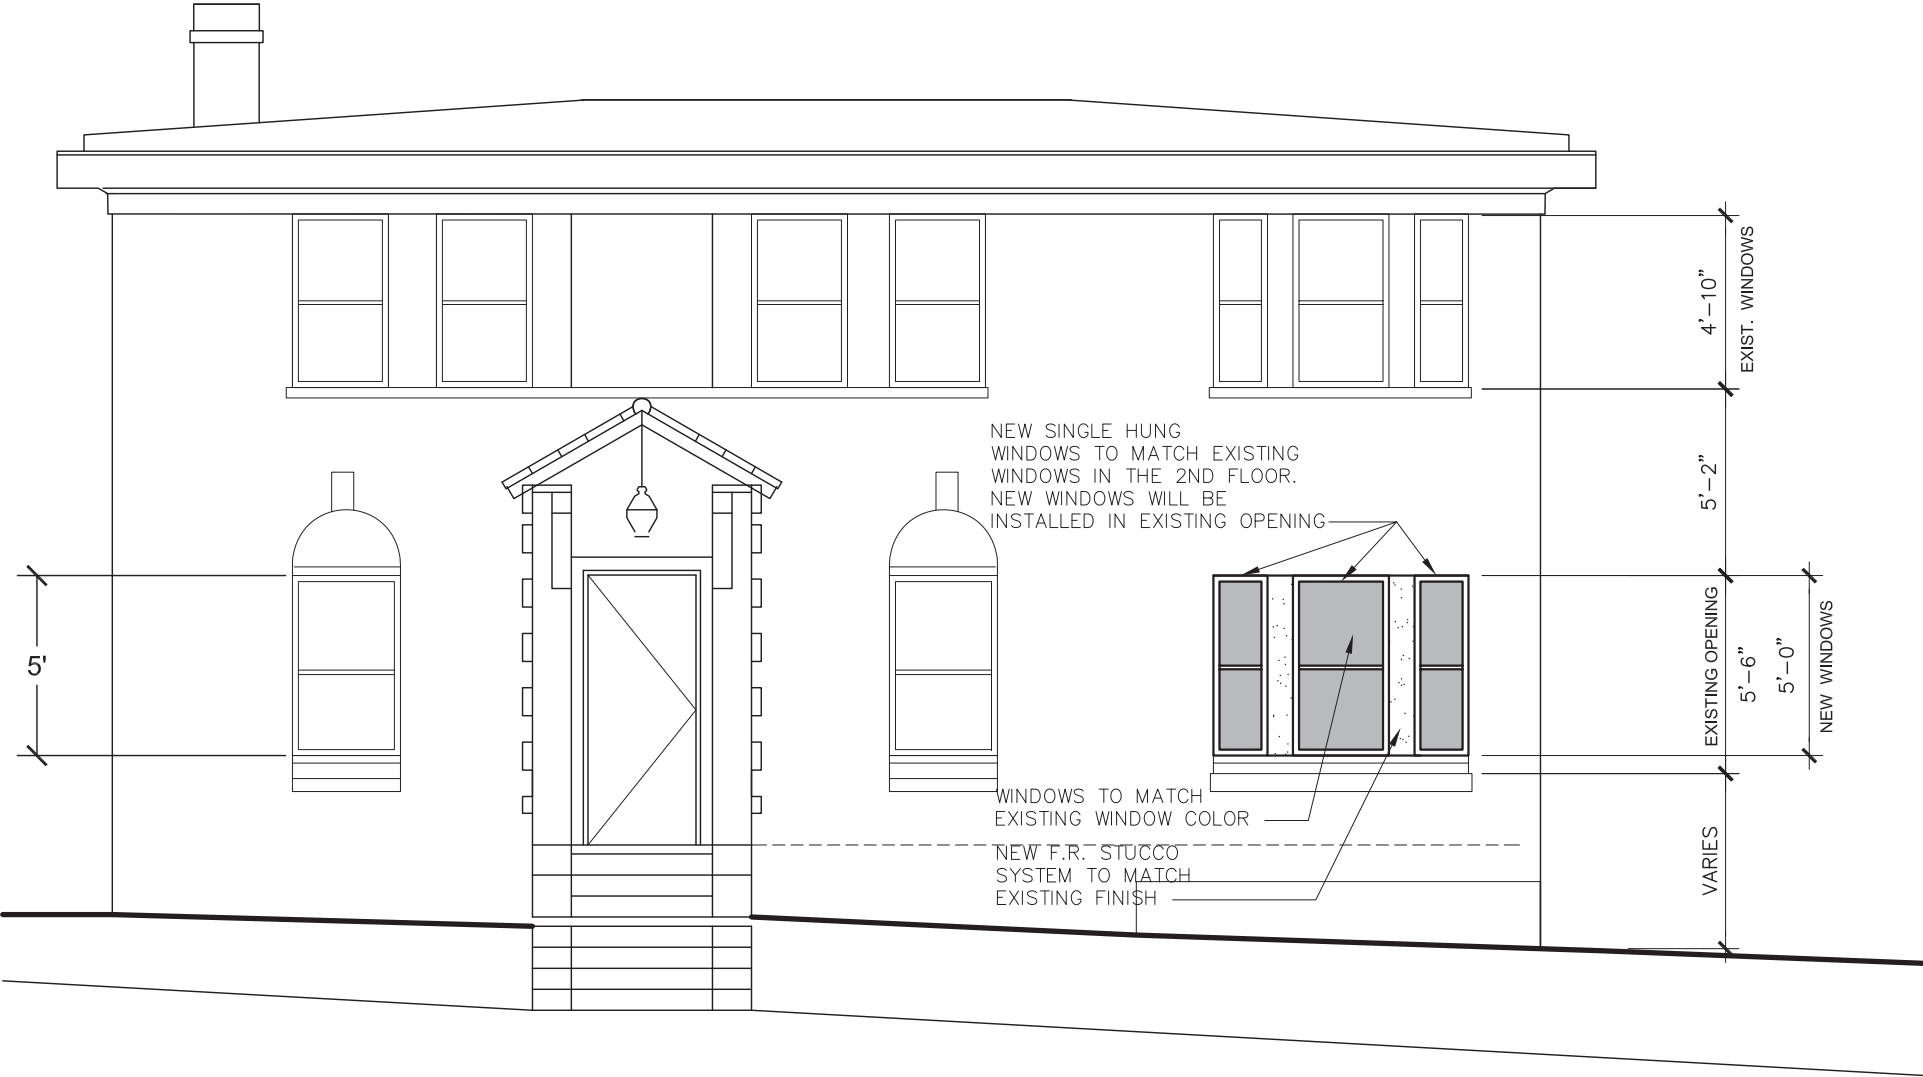 NEW SINGLE HUNG
WINDOWS TO MATCH EXISTING
WINDOWS IN THE 2ND FLOOR.
NEW WINDOWS WILL BE
INSTALLED IN EXISTING OPENING
WINDOWS TO MATCH
EXISTING WINDOW COLOR
NEW F.R. STUCCO
SYSTEM TO MATCH
EXISTING FINISH
5'
4'-10"
EXIST. WINDOWS
5'-2"
EXISTING OPENING
5'-6"
5'-0"
NEW WINDOWS
VARIES